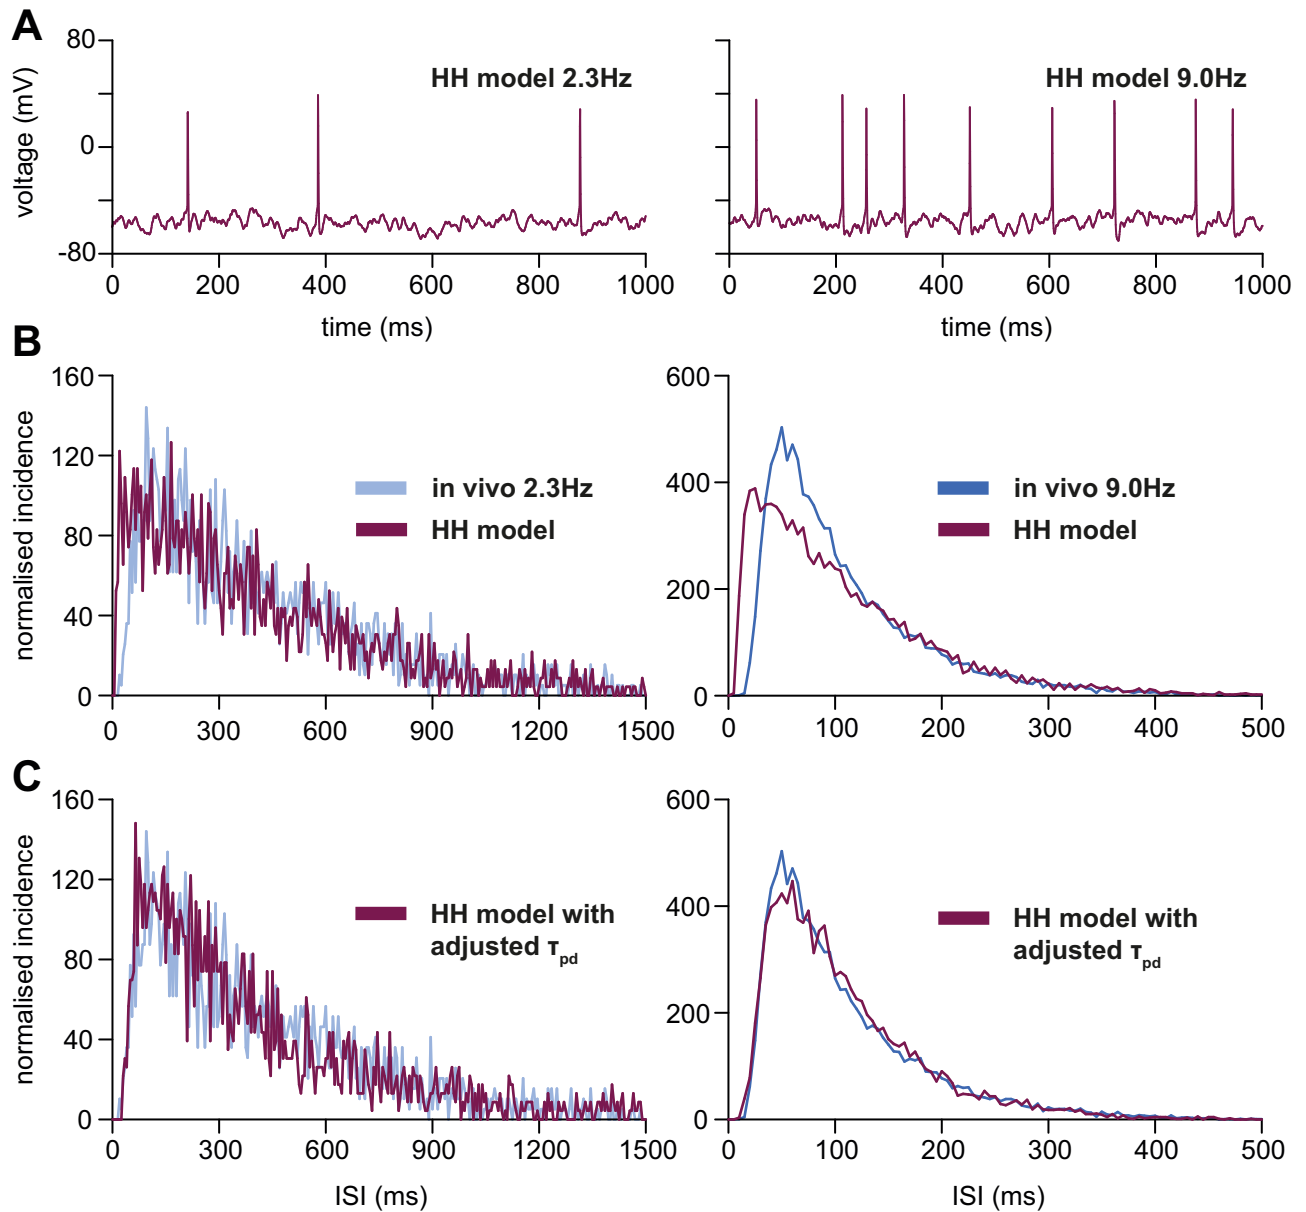 A
80
0
-80
voltage (mV)
HH model 2.3Hz
0 200 400 600 800 1000
time (ms)
HH model 9.0Hz
0 200 400 600 800 1000
time (ms)
B
160
120
80
40
0
normalised incidence
in vivo 2.3Hz
HH model
0 300 600 900 1200 1500
600
400
200
0
in vivo 9.0Hz
HH model
0 100 200 300 400 500
C
160
120
80
40
0
normalised incidence
HH model with
adjusted τpd
0 300 600 900 1200 1500
ISI (ms)
600
400
200
0
HH model with
adjusted τpd
0 100 200 300 400 500
ISI (ms)